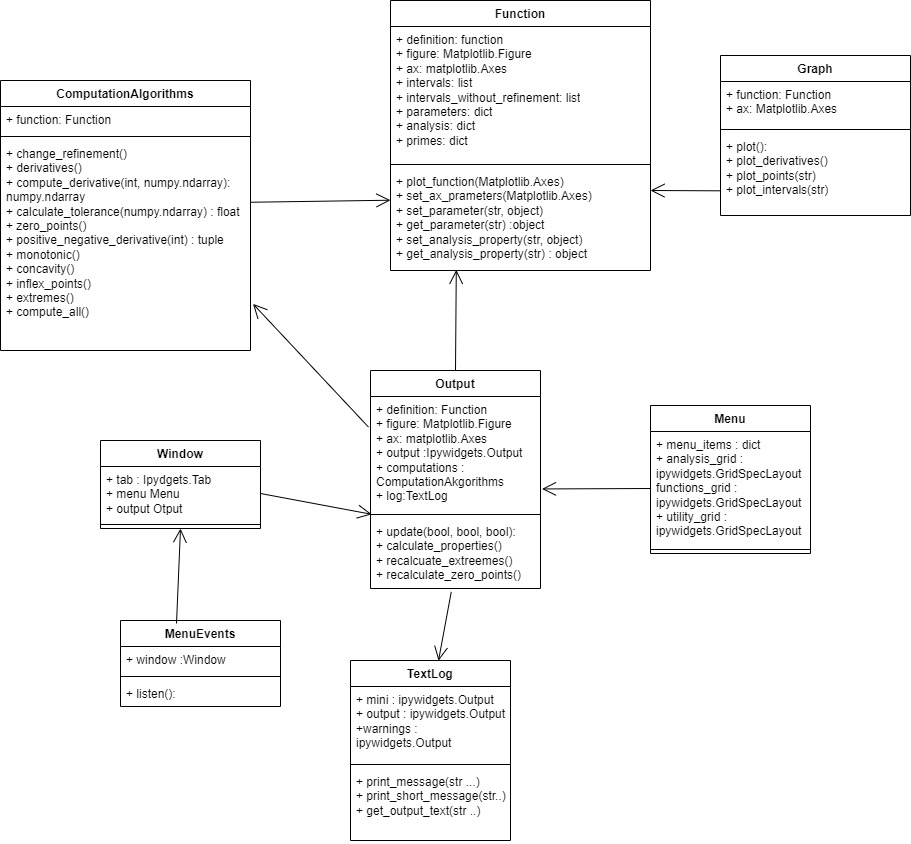 Function
+ definition: function
+ figure: Matplotlib.Figure
+ ax: matplotlib.Axes
+ intervals: list
+ intervals_without_refinement: list
+ parameters: dict
+ analysis: dict
+ primes: dict
+ plot_function(Matplotlib.Axes)
+ set_ax_prameters(Matplotlib.Axes)
+ set_parameter(str, object)
+ get_parameter(str) :object
+ set_analysis_property(str, object)
+ get_analysis_property(str) : object
Graph
+ function: Function
+ ax: Matplotlib.Axes
+ plot():
+ plot_derivatives()
+ plot_points(str)
+ plot_intervals(str)
ComputationAlgorithms
+ function: Function
+ change_refinement()
+ derivatives()
+ compute_derivative(int, numpy.ndarray):
numpy.ndarray
+ calculate_tolerance(numpy.ndarray) : float
+ zero_points()
+ positive_negative_derivative(int) : tuple
+ monotonic()
+ concavity()
+ inflex_points()
+ extremes()
+ compute_all()
Output
+ definition: Function
+ figure: Matplotlib.Figure
+ ax: matplotlib.Axes
+ output :Ipywidgets.Output
+ computations :
ComputationAkgorithms
+ log:TextLog
+ update(bool, bool, bool):
+ calculate_properties()
+ recalcuate_extreemes()
+ recalculate_zero_points()
Menu
+ menu_items : dict
+ analysis_grid :
ipywidgets.GridSpecLayout
functions_grid :
ipywidgets.GridSpecLayout
+ utility_grid :
ipywidgets.GridSpecLayout
Window
+ tab : Ipydgets.Tab
+ menu Menu
+ output Otput
MenuEvents
+ window :Window
+ listen():
TextLog
+ mini : ipywidgets.Output
+ output : ipywidgets.Output
+warnings :
ipywidgets.Output
+ print_message(str ...)
+ print_short_message(str..)
+ get_output_text(str ..)